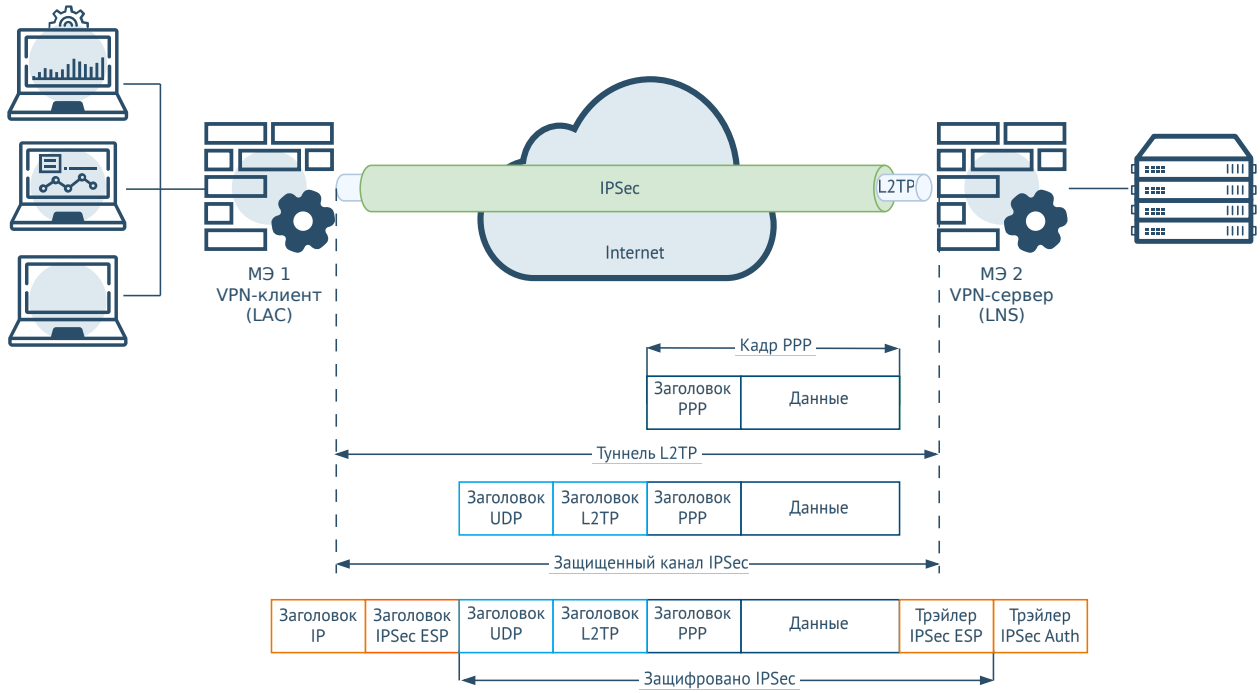 IPSec
L2TP
Internet
МЭ 1
VPN-клиент
(LAC)
МЭ 2
VPN-сервер
(LNS)
Кадр PPP
Заголовок
PPP
Данные
Туннель L2TP
Заголовок
UDP
Заголовок
L2TP
Заголовок
PPP
Данные
Защищенный канал IPSec
Заголовок
IP
Заголовок
IPSec ESP
Заголовок
UDP
Заголовок
L2TP
Заголовок
PPP
Данные
Трэйлер
IPSec ESP
Трэйлер
IPSec Auth
Защифровано IPSec